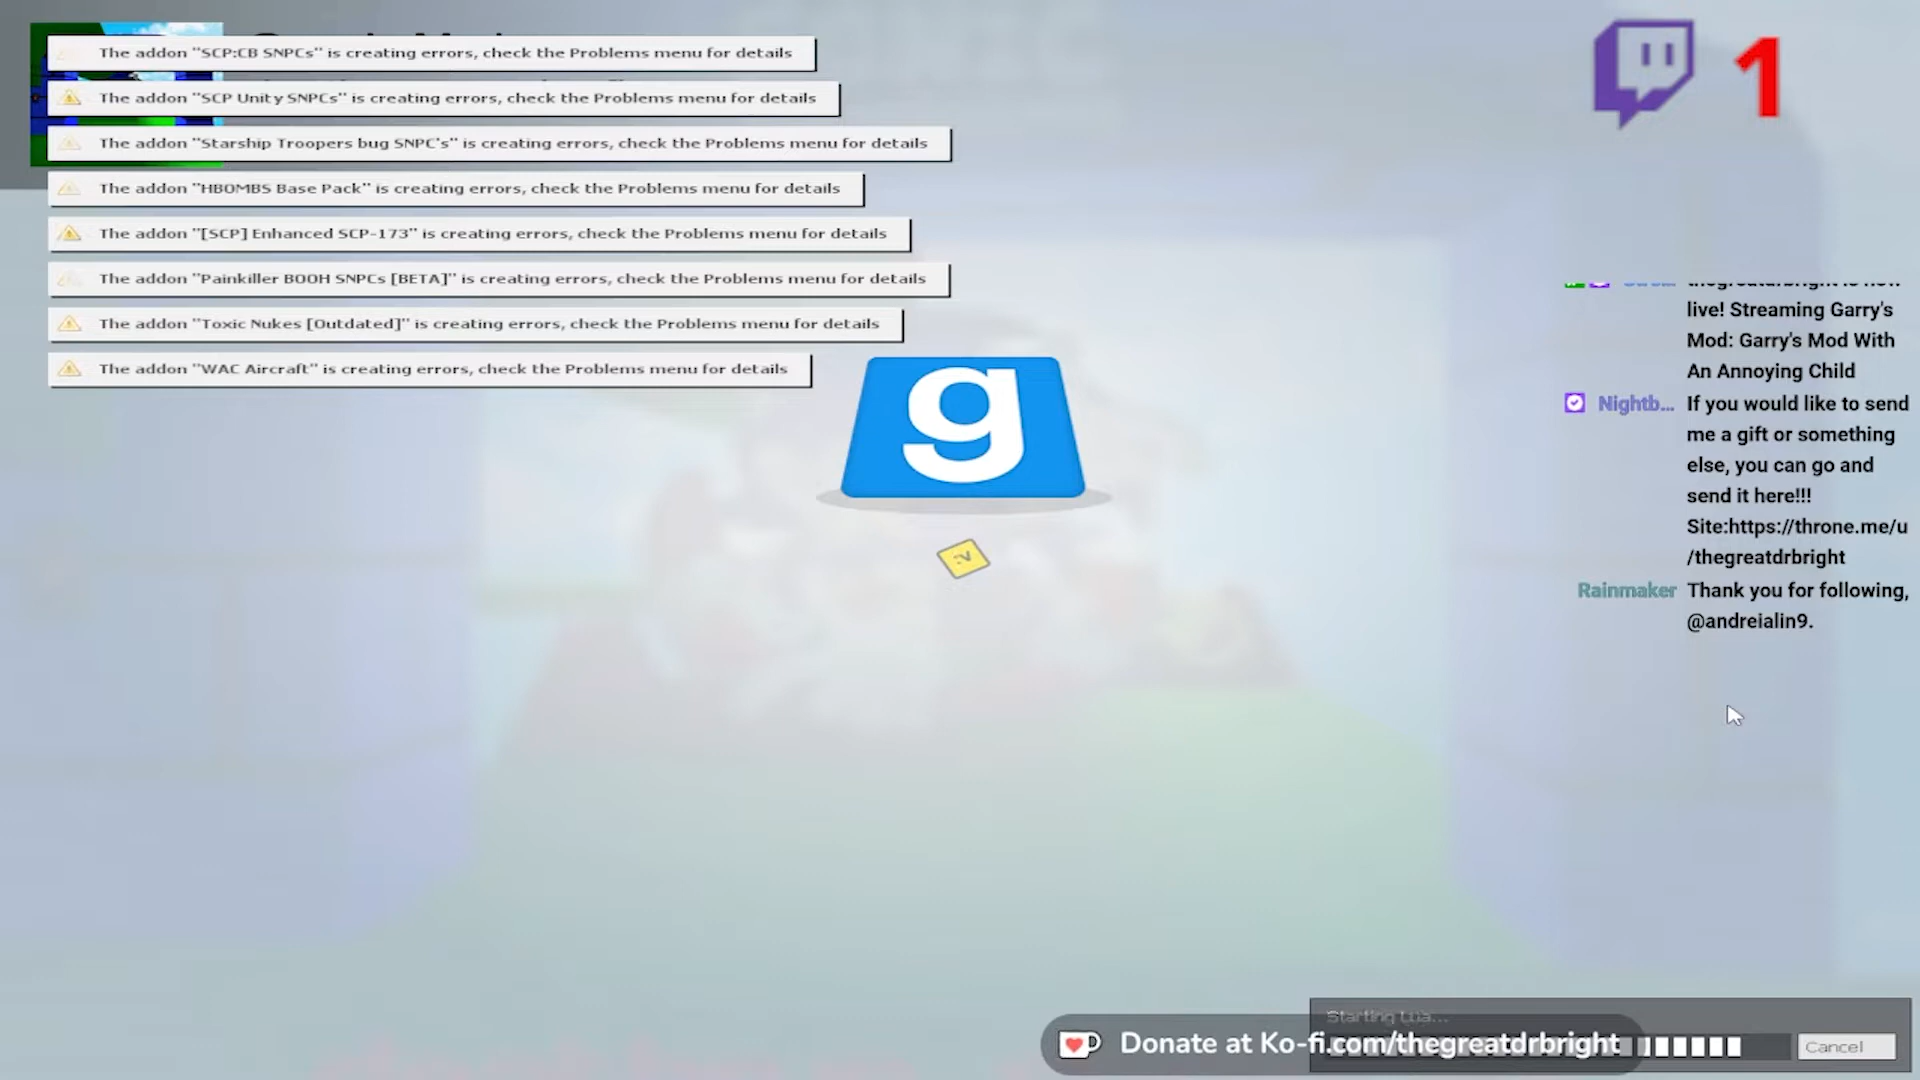 The addon "SCP:CB SNPCs" is creating errors, check the Problems menu for details
The addon "SCP Unity SNPCs" is creating errors, check the Problems menu for details
The addon "Starship Troopers bug SNPC's" is creating errors, check the Problems menu for details
The addon "HBOMBS Base Pack" is creating errors, check the Problems menu for details
The addon "[SCP] Enhanced SCP-173" is creating errors, check the Problems menu for details
The addon "Painkiller BOOH SNPCs [BETA]" is creating errors, check the Problems menu for details
The addon "Toxic Nukes [Outdated]" is creating errors, check the Problems menu for details
The addon "WAC Aircraft" is creating errors, check the Problems menu for details
g
:v
1
thegreatdrbright is now
live! Streaming Garry's
Mod: Garry's Mod With
An Annoying Child
Nightb... If you would like to send
me a gift or something
else, you can go and
send it here!!!
Site:https://throne.me/u
/thegreatdrbright
Rainmaker Thank you for following,
@andreialin9.
Starting Lua...
Donate at Ko-fi.com/thegreatdrbright
Cancel